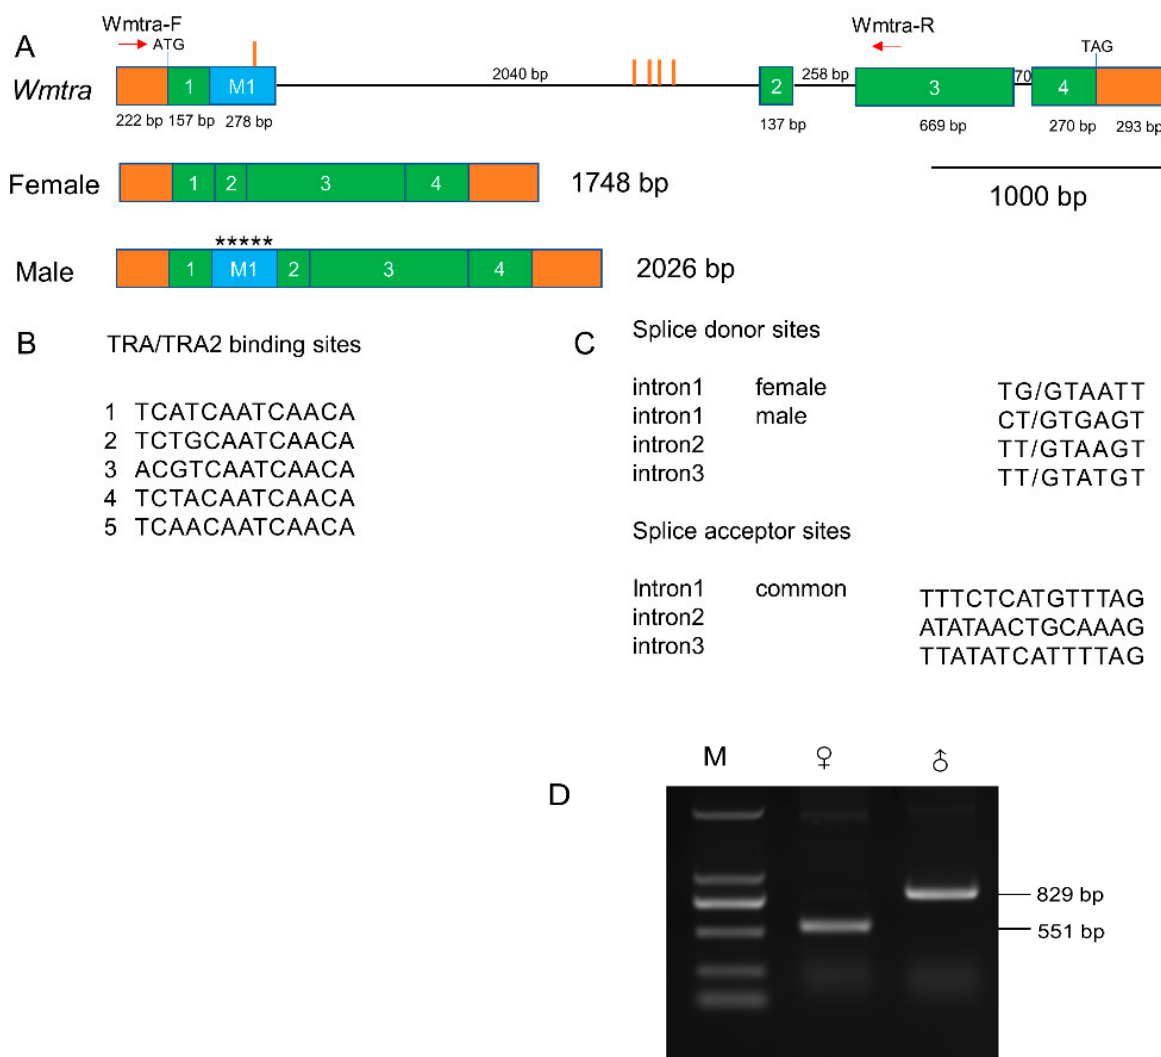 A
Wmtra-F
ATG
Wmtra-R
TAG
Wmtra
1
M1
2040 bp
2
258 bp
3
70
4
222 bp
157 bp
278 bp
137 bp
669 bp
270 bp
293 bp
Female
1 2 3 4
1748 bp
1000 bp
*****
Male
1 M1 2 3 4
2026 bp
B
TRA/TRA2 binding sites
1 TCATCAATCAACA
2 TCTGCAATCAACA
3 ACGTCAATCAACA
4 TCTACAATCAACA
5 TCAACAATCAACA
C
Splice donor sites
intron1 female TG/GTAATT
intron1 male CT/GTGAGT
intron2 TT/GTAAGT
intron3 TT/GTATGT
Splice acceptor sites
Intron1 common TTTCTCATGTTTAG
intron2 ATATAACTGCAAAG
intron3 TTATATCATTTTAG
D
M ♀ ♂
829 bp
551 bp